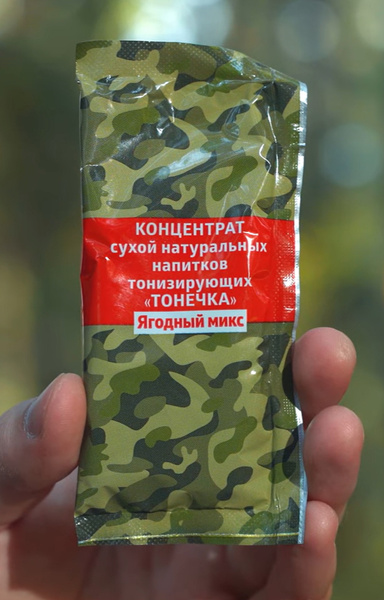 КОНЦЕНТРАТ
сухой натуральных
напитков
тонизирующих
«ТОНЕЧКА»
Ягодный микс